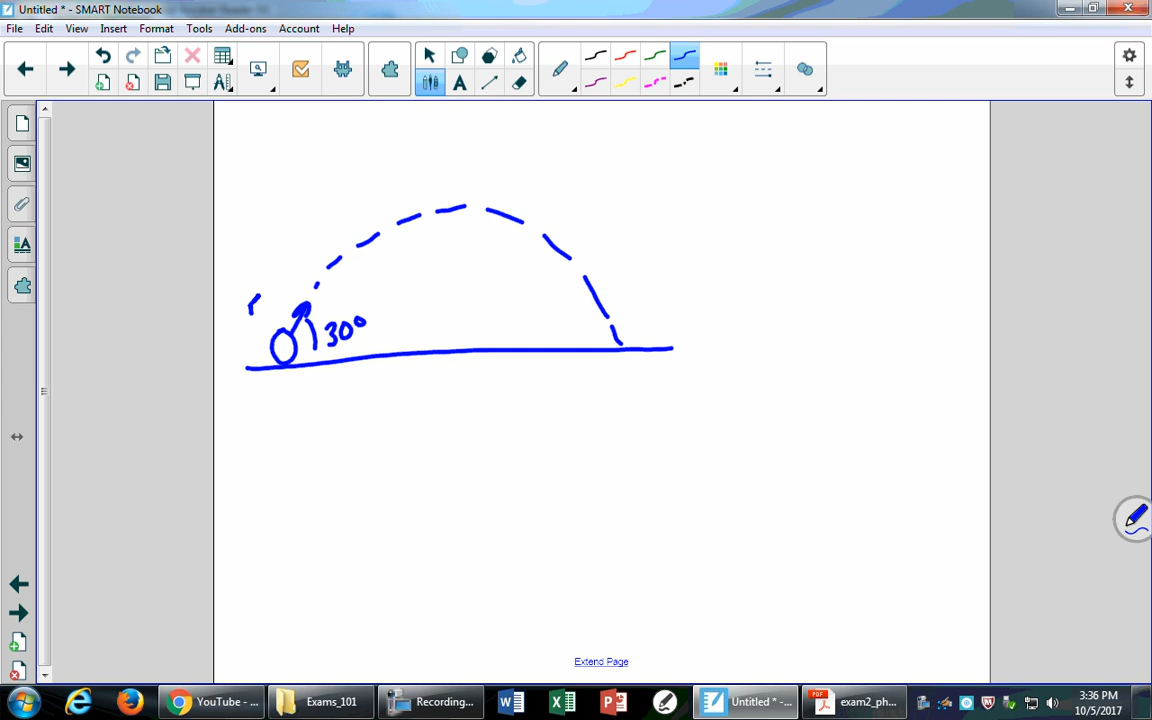 Untitled * - SMART Notebook
File Edit View Insert Format Tools Add-ons Account Help
30°
Extend Page
YouTube - ...
Exams_101
Recording...
Untitled * -...
exam2_ph...
3:36 PM
10/5/2017